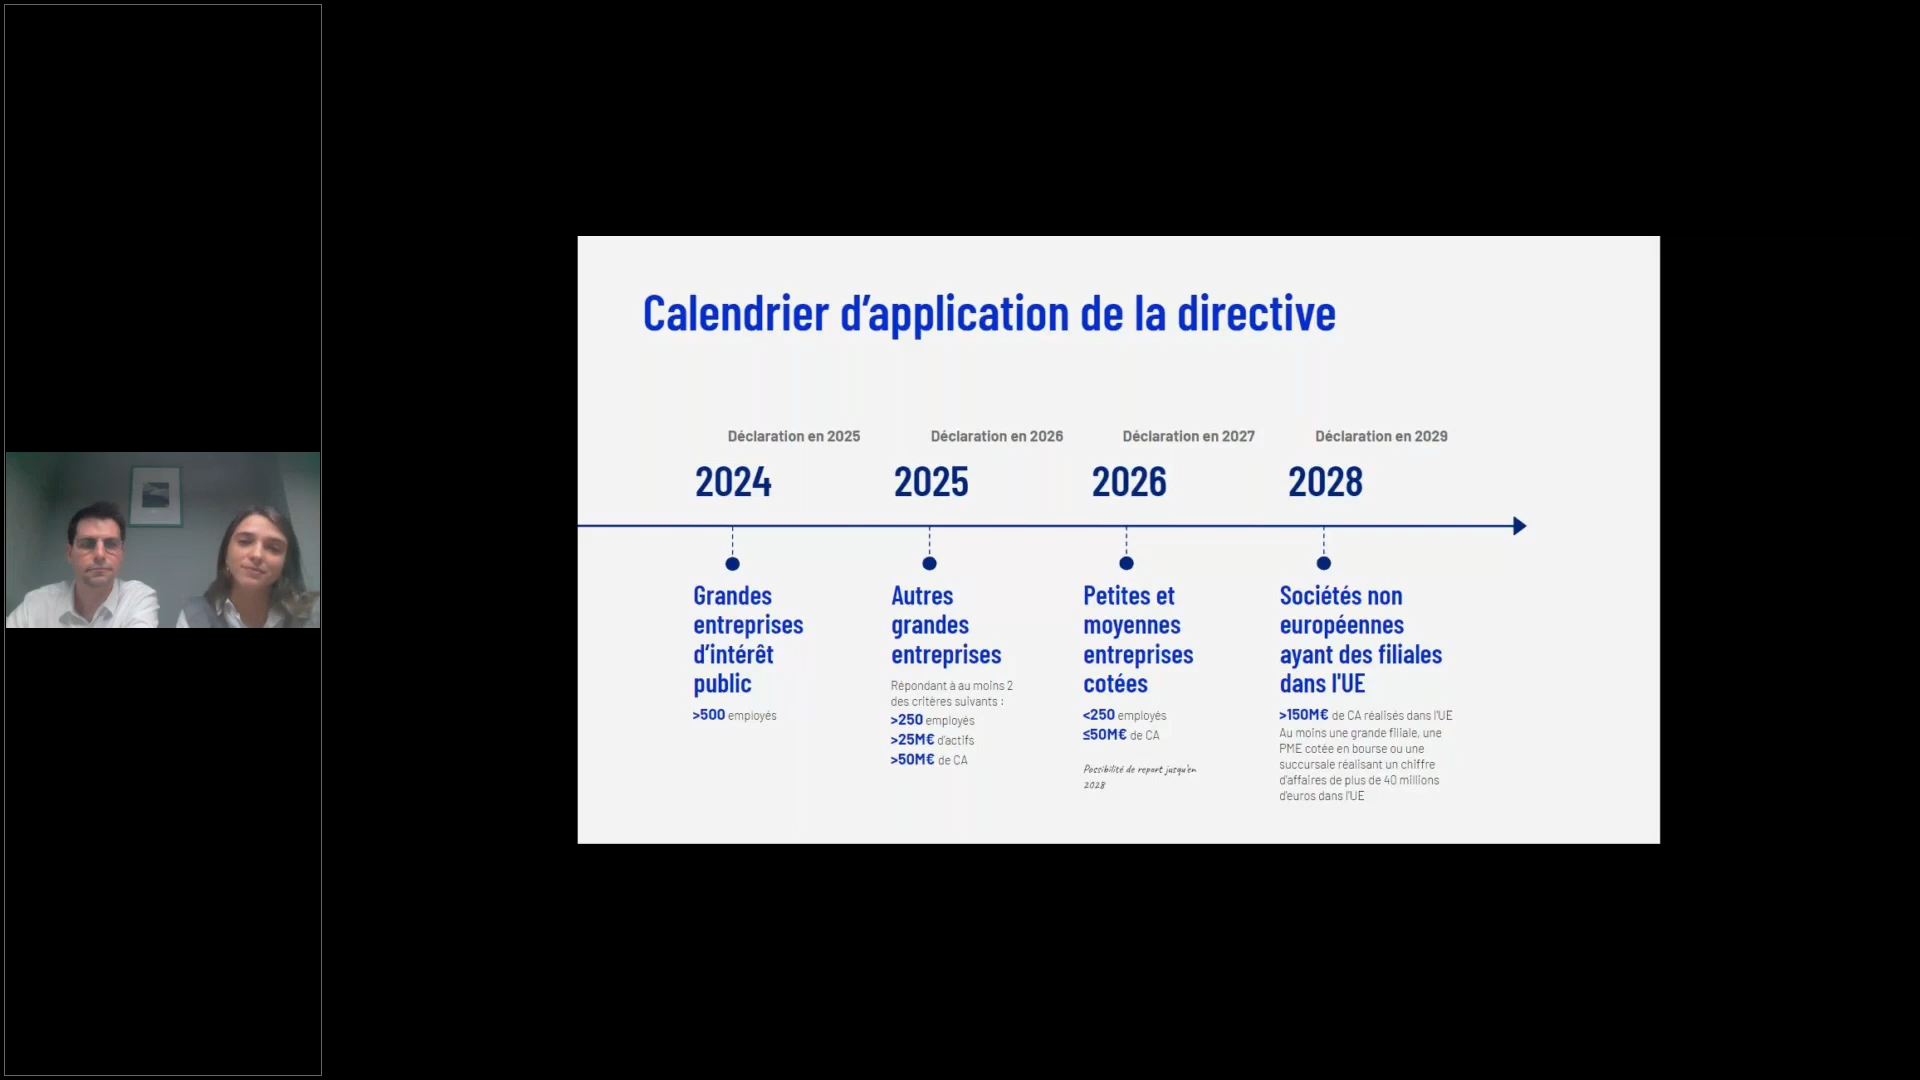 Calendrier d’application de la directive
Déclaration en 2025
Déclaration en 2026
Déclaration en 2027
Déclaration en 2029
2024
2025
2026
2028
Grandes
entreprises
d’intérêt
public
>500 employés
Autres
grandes
entreprises
Répondant à au moins 2
des critères suivants :
>250 employés
>25M€ d'actifs
>50M€ de CA
Petites et
moyennes
entreprises
cotées
<250 employés
≤50M€ de CA
Possibilité de report jusqu'en
2028
Sociétés non
européennes
ayant des filiales
dans l'UE
>150M€ de CA réalisés dans l'UE
Au moins une grande filiale, une
PME cotée en bourse ou une
succursale réalisant un chiffre
d'affaires de plus de 40 millions
d'euros dans l'UE